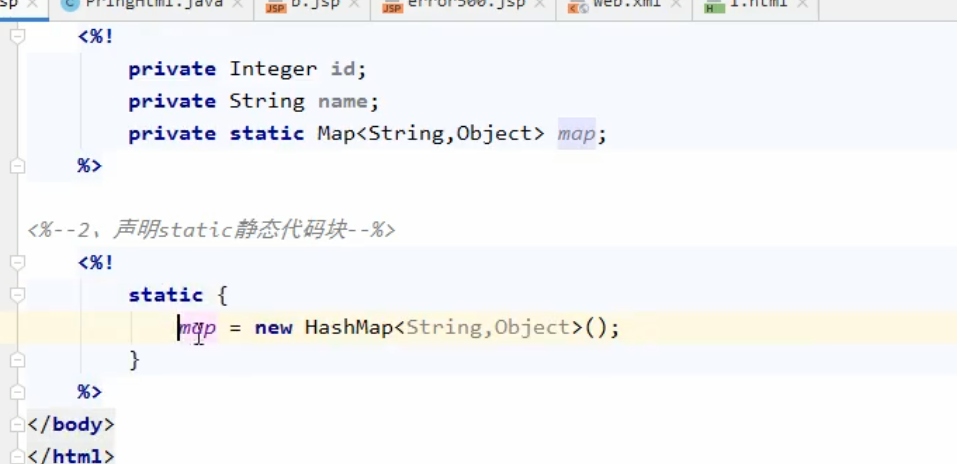 sp PringHtml.java b.jsp error500.jsp web.xml 1.html
<%!
private Integer id;
private String name;
private static Map<String,Object> map;
%>
<%--2、声明static静态代码块--%>
<%!
static {
map = new HashMap<String,Object>();
}
%>
</body>
</html>